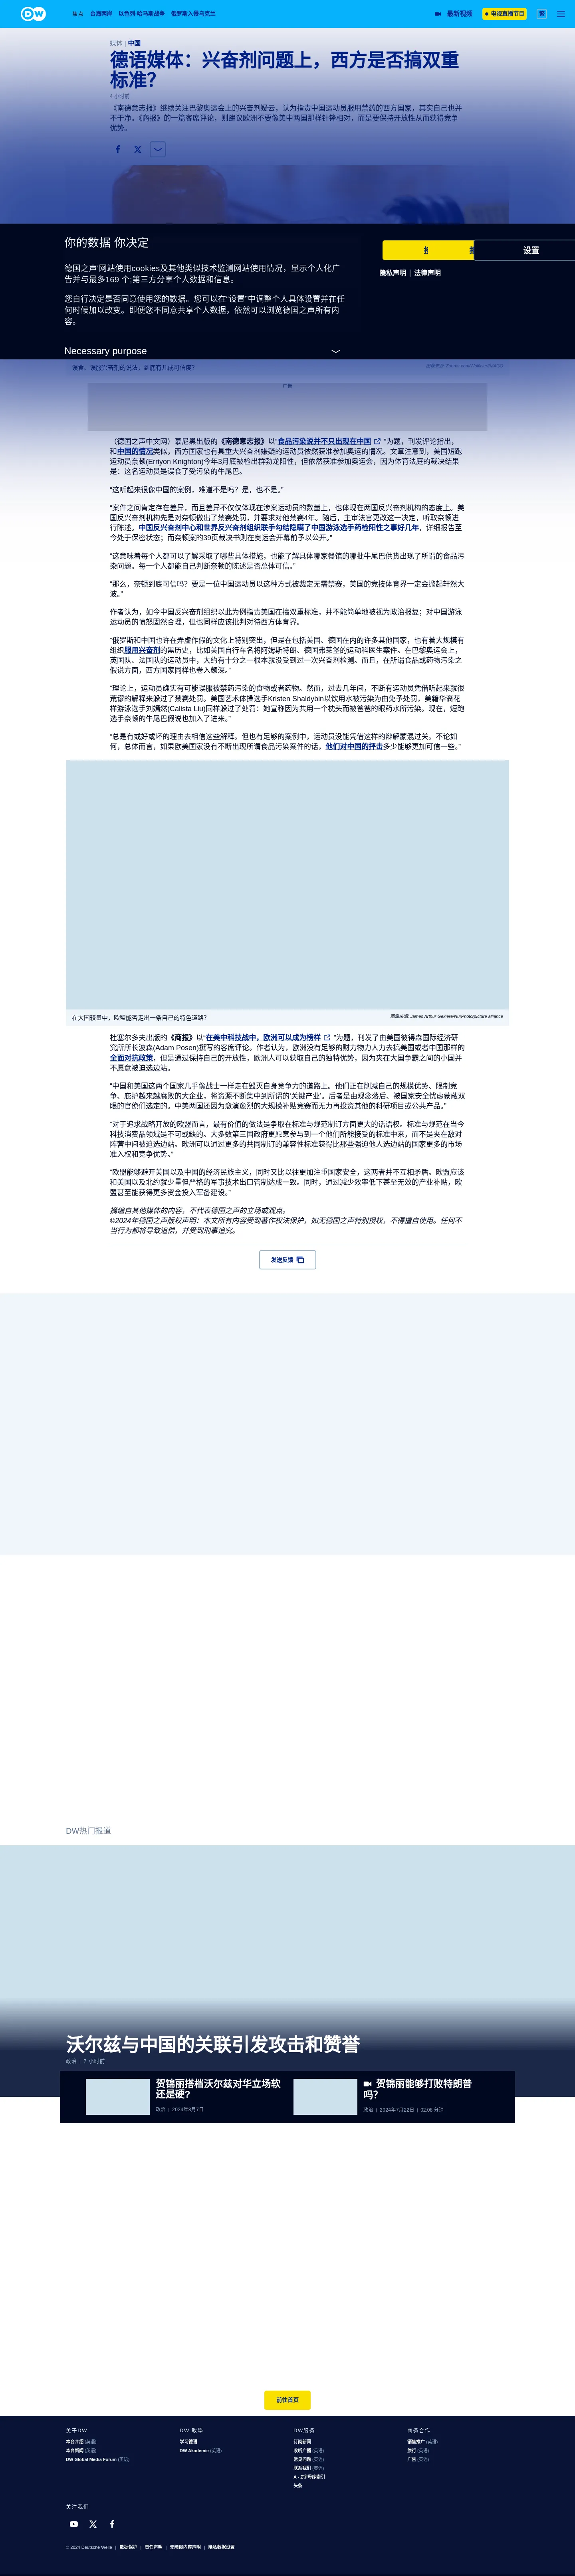 DW 热点 台湾两岸 以色列-哈马斯战争 俄罗斯入侵乌克兰 最新视频 电视直播节目 繁
媒体 | 中国
德语媒体：兴奋剂问题上，西方是否搞双重
标准？
4 小时前
《南德意志报》继续关注巴黎奥运会上的兴奋剂疑云，认为指责中国运动员服用禁药的西方国家，其实自己也并
不干净。《商报》的一篇客席评论，则建议欧洲不要像美中两国那样针锋相对，而是要保持开放性从而获得竞争
优势。
你的数据 你决定
设置
德国之声'网站使用cookies及其他类似技术监测网站使用情况，显示个人化广
告并与最多169 个;第三方分享个人数据和信息。
隐私声明 | 法律声明
您自行决定是否同意使用您的数据。您可以在"设置"中调整个人具体设置并在任
何时候加以改变。即便您不同意共享个人数据，依然可以浏览德国之声所有内
容。
Necessary purpose
误食、误服兴奋剂的说法，到底有几成可信度？
广告
（德国之声中文网）慕尼黑出版的《南德意志报》以“食品污染说并不只出现在中国 ”为题，刊发评论指出，
和中国的情况类似，西方国家也有具重大兴奋剂嫌疑的运动员依然获准参加奥运的情况。文章注意到，美国短跑
运动员奈顿(Erriyon Knighton)今年3月底被检出群勃龙阳性，但依然获准参加奥运会，因为体育法庭的裁决结果
是：这名运动员是误食了受污染的牛尾巴。
“这听起来很像中国的案例，难道不是吗？是，也不是。”
“案件之间肯定存在差异，而且差异不仅仅体现在涉案运动员的数量上，也体现在两国反兴奋剂机构的态度上。美
国反兴奋剂机构先是对奈顿做出了禁赛处罚，并要求对他禁赛4年。随后，主审法官更改这一决定，听取奈顿进
行陈述。中国反兴奋剂中心和世界反兴奋剂组织联手勾结隐瞒了中国游泳选手药检阳性之事好几年，详细报告至
今处于保密状态；而奈顿案的39页裁决书则在奥运会开幕前予以公开。”
“这意味着每个人都可以了解采取了哪些具体措施，也能了解具体哪家餐馆的哪批牛尾巴供货出现了所谓的食品污
染问题。每一个人都能自己判断奈顿的陈述是否总体可信。”
“那么，奈顿到底可信吗？要是一位中国运动员以这种方式被裁定无需禁赛，美国的竞技体育界一定会掀起轩然大
波。”
作者认为，如今中国反兴奋剂组织以此为例指责美国在搞双重标准，并不能简单地被视为政治报复；对中国游泳
运动员的愤怒固然合理，但也同样应该批判对待西方体育界。
“俄罗斯和中国也许在弄虚作假的文化上特别突出，但是在包括美国、德国在内的许多其他国家，也有着大规模有
组织服用兴奋剂的黑历史，比如美国自行车名将阿姆斯特朗、德国弗莱堡的运动科医生案件。在巴黎奥运会上，
英国队、法国队的运动员中，大约有十分之一根本就没受到过一次兴奋剂检测。而且，在所谓食品或药物污染之
假说方面，西方国家同样也卷入颇深。”
“理论上，运动员确实有可能误服被禁药污染的食物或者药物。然而，过去几年间，不断有运动员凭借听起来就很
荒谬的解释来躲过了禁赛处罚。美国艺术体操选手Kristen Shaldybin以饮用水被污染为由免予处罚，美籍华裔花
样游泳选手刘嫣然(Calista Liu)同样躲过了处罚：她宣称因为共用一个枕头而被爸爸的眼药水所污染。现在，短跑
选手奈顿的牛尾巴假说也加入了进来。”
“总是有或好或坏的理由去相信这些解释。但也有足够的案例中，运动员没能凭借这样的辩解蒙混过关。不论如
何，总体而言，如果欧美国家没有不断出现所谓食品污染案件的话，他们对中国的抨击多少能够更加可信一些。”
在大国较量中，欧盟能否走出一条自己的特色道路？
图像来源: James Arthur Gekiere/NurPhoto/picture alliance
杜塞尔多夫出版的《商报》以“在美中科技战中，欧洲可以成为榜样 ”为题，刊发了由美国彼得森国际经济研
究所所长波森(Adam Posen)撰写的客席评论。作者认为，欧洲没有足够的财力物力人力去搞美国或者中国那样的
全面对抗政策，但是通过保持自己的开放性，欧洲人可以获取自己的独特优势，因为夹在大国争霸之间的小国并
不愿意被迫选边站。
“中国和美国这两个国家几乎像战士一样走在毁灭自身竞争力的道路上。他们正在削减自己的规模优势、限制竞
争、庇护越来越腐败的大企业，将资源不断集中到所谓的‘关键产业’。后者是由观念落后、被国家安全忧虑蒙蔽双
眼的官僚们选定的。中美两国还因为愈演愈烈的大规模补贴竞赛而无力再投资其他的科研项目或公共产品。”
“对于追求战略开放的欧盟而言，最有价值的做法是争取在标准与规范制订方面更大的话语权。标准与规范在当今
科技消费品领域是不可或缺的。大多数第三国政府更愿意参与到一个他们所能接受的标准中来，而不是夹在敌对
阵营中间被迫选边站。欧洲可以通过更多的共同制订的兼容性标准获得比那些强迫他人选边站的国家更多的市场
准入权和竞争优势。”
“欧盟能够避开美国以及中国的经济民族主义，同时又比以往更加注重国家安全，这两者并不互相矛盾。欧盟应该
和美国以及北约就少量但严格的军事技术出口管制达成一致。同时，通过减少效率低下甚至无效的产业补贴，欧
盟甚至能获得更多资金投入军备建设。”
摘编自其他媒体的内容，不代表德国之声的立场或观点。
©2024年德国之声版权声明：本文所有内容受到著作权法保护，如无德国之声特别授权，不得擅自使用。任何不
当行为都将导致追偿，并受到刑事追究。
发送反馈
DW热门报道
沃尔兹与中国的关联引发攻击和赞誉
政治 | 7 小时前
贺锦丽搭档沃尔兹对华立场软
还是硬?
政治 | 2024年8月7日
贺锦丽能够打败特朗普
吗？
政治 | 2024年7月22日 | 02:08 分钟
前往首页
关于DW
本台介绍 (英语)
本台新闻 (英语)
DW Global Media Forum (英语)
DW 教学
学习德语
DW Akademie (英语)
DW服务
订阅新闻
收听广播 (英语)
常见问题 (英语)
联系我们 (英语)
A - Z字母序索引
头条
商务合作
销售推广 (英语)
旅行 (英语)
广告 (英语)
关注我们
© 2024 Deutsche Welle | 数据保护 | 责任声明 | 无障碍内容声明 | 隐私数据设置